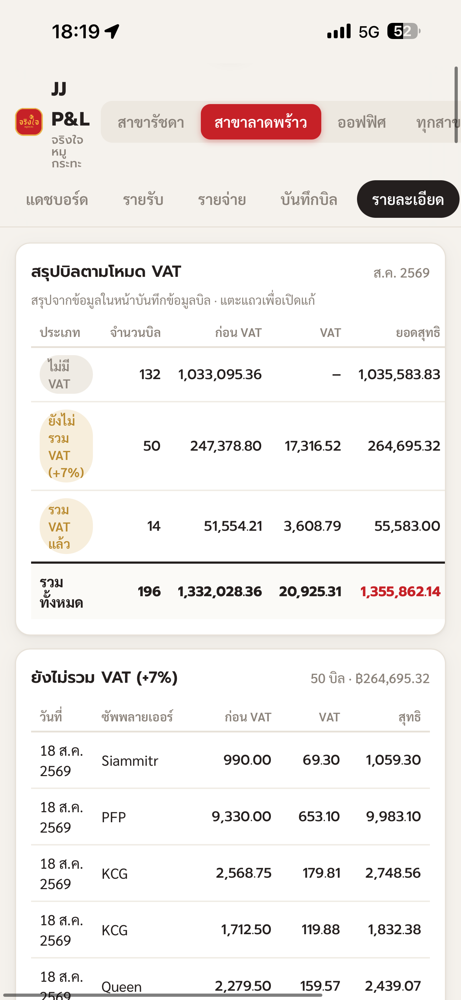 18:19
5G 52
JJ
P&L
จริงใจ
หมู
กระทะ
จริงใจ
หมูกระทะ
สาขารัชดา
สาขาลาดพร้าว
ออฟฟิศ
แดชบอร์ด
รายรับ
รายจ่าย
บันทึกบิล
รายละเอียด
สรุปบิลตามโหมด VAT
ส.ค. 2569
สรุปจากข้อมูลในหน้าบันทึกข้อมูลบิล · แตะแถวเพื่อเปิดแก้
ประเภท จำนวนบิล ก่อน VAT VAT ยอดสุทธิ
ไม่มี
VAT
132 1,033,095.36 – 1,035,583.83
ยังไม่
รวม
VAT
(+7%)
50 247,378.80 17,316.52 264,695.32
รวม
VAT
แล้ว
14 51,554.21 3,608.79 55,583.00
รวม
ทั้งหมด
196 1,332,028.36 20,925.31 1,355,862.14
ยังไม่รวม VAT (+7%)
50 บิล · ฿264,695.32
วันที่ ซัพพลายเออร์ ก่อน VAT VAT สุทธิ
18 ส.ค.
2569
Siammitr 990.00 69.30 1,059.30
18 ส.ค.
2569
PFP 9,330.00 653.10 9,983.10
18 ส.ค.
2569
KCG 2,568.75 179.81 2,748.56
18 ส.ค.
2569
KCG 1,712.50 119.88 1,832.38
18 ส.ค.
2569
Queen 2,279.50 159.57 2,439.07